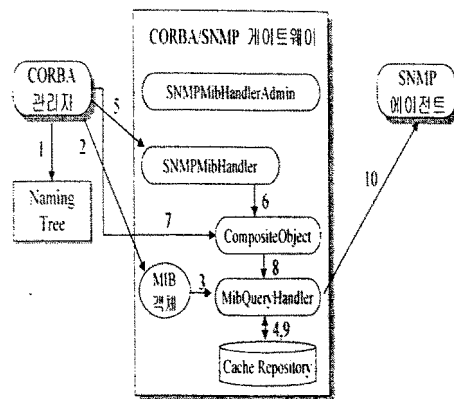 CORBA/SNMP 게이트웨이
CORBA
관리자
SNMPMibHandlerAdmin
SNMP
에이전트
5
1
2
SNMPMibHandler
10
Naming
Tree
6
7
CompositeObject
8
MIB
객체
3
MibQueryHandler
4,9
Cache Repository